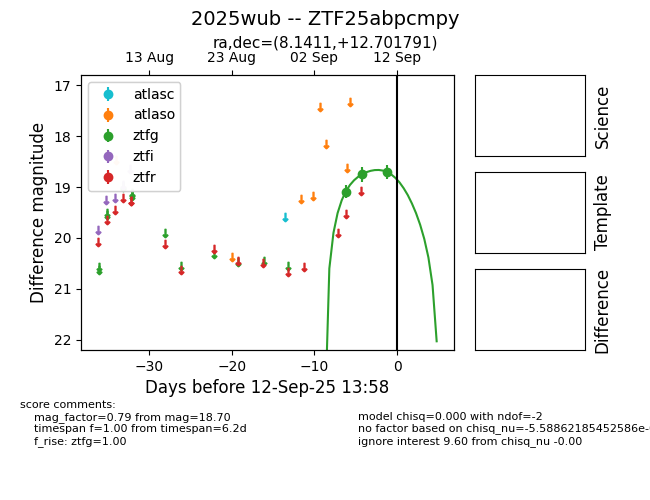 2025wub -- ZTF25abpcmpy
ra,dec=(8.1411,+12.701791)
13 Aug 23 Aug 02 Sep 12 Sep
atlasc
atlaso
ztfg
ztfi
ztfr
Difference magnitude
17
18
19
20
21
22
−30 −20 −10 0
Days before 12-Sep-25 13:58
Science
Template
Difference
score comments:
mag_factor=0.79 from mag=18.70
timespan f=1.00 from timespan=6.2d
f_rise: ztfg=1.00
model chisq=0.000 with ndof=-2
no factor based on chisq_nu=-5.58862185452586e-
ignore interest 9.60 from chisq_nu -0.00